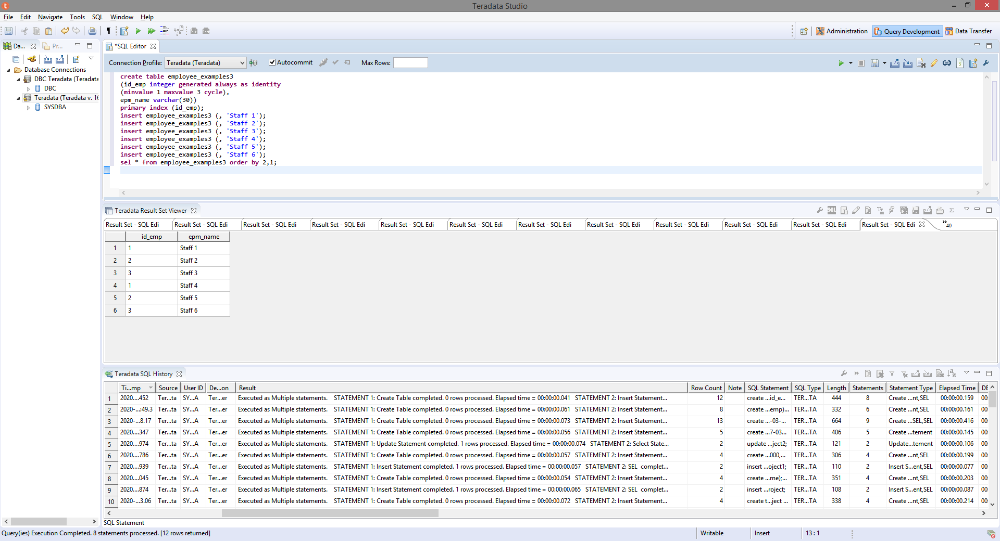 Teradata Studio
File Edit Navigate Tools SQL Window Help
Administration Query Development Data Transfer
Da... Pr...
Database Connections
DBC Teradata (Teradata
DBC
Teradata (Teradata v. 16
SYSDBA
*SQL Editor
Connection Profile: Teradata (Teradata) Autocommit Max Rows:
create table employee_examples3
(id_emp integer generated always as identity
(minvalue 1 maxvalue 3 cycle),
epm_name varchar(30))
primary index (id_emp);
insert employee_examples3 (, 'Staff 1');
insert employee_examples3 (, 'Staff 2');
insert employee_examples3 (, 'Staff 3');
insert employee_examples3 (, 'Staff 4');
insert employee_examples3 (, 'Staff 5');
insert employee_examples3 (, 'Staff 6');
sel * from employee_examples3 order by 2,1;
Teradata Result Set Viewer
Result Set - SQL Edi Result Set - SQL Edi Result Set - SQL Edi Result Set - SQL Edi Result Set - SQL Edi Result Set - SQL Edi Result Set - SQL Edi Result Set - SQL Edi Result Set - SQL Edi Result Set - SQL Edi Result Set - SQL Edi Result Set - SQL Edi »40
id_emp epm_name
1 1 Staff 1
2 2 Staff 2
3 3 Staff 3
4 1 Staff 4
5 2 Staff 5
6 3 Staff 6
Teradata SQL History
Ti...mp Source User ID De...on Result Row Count Note SQL Statement SQL Type Length Statements Statement Type Elapsed Time DE
1 2020....452 Ter...ta SY...A Ter...er Executed as Multiple statements. STATEMENT 1: Create Table completed. 0 rows processed. Elapsed time = 00:00:00.041 STATEMENT 2: Insert Statement... 12 create ...id_e... TER...TA 444 8 Create ...nt,SEL 00:00:00.159 00:
2 2020-...:49.3 Ter...ta SY...A Ter...er Executed as Multiple statements. STATEMENT 1: Create Table completed. 0 rows processed. Elapsed time = 00:00:00.061 STATEMENT 2: Insert Statement... 8 create ...emp)... TER...TA 332 6 Create ...nt,SEL 00:00:00.161 00:
3 2020-...8.17 Ter...ta SY...A Ter...er Executed as Multiple statements. STATEMENT 1: Create Table completed. 0 rows processed. Elapsed time = 00:00:00.073 STATEMENT 2: Insert Statement... 13 create ...-03-... TER...TA 664 9 Create ...SEL,SEL 00:00:00.416 00:
4 2020....347 Ter...ta SY...A Ter...er Executed as Multiple statements. STATEMENT 1: Create Table completed. 0 rows processed. Elapsed time = 00:00:00.056 STATEMENT 2: Insert Statement... 5 create ...7-03... TER...TA 406 5 Create ...tement 00:00:00.145 00:
5 2020....974 Ter...ta SY...A Ter...er Executed as Multiple statements. STATEMENT 1: Update Statement completed. 1 rows processed. Elapsed time = 00:00:00.074 STATEMENT 2: Select State... 2 update ...ject2; TER...TA 121 2 Update...tement 00:00:00.106 00:
6 2020....786 Ter...ta SY...A Ter...er Executed as Multiple statements. STATEMENT 1: Create Table completed. 0 rows processed. Elapsed time = 00:00:00.057 STATEMENT 2: Insert Statement... 4 create ...000,... TER...TA 306 4 Create ...nt,SEL 00:00:00.199 00:
7 2020....939 Ter...ta SY...A Ter...er Executed as Multiple statements. STATEMENT 1: Insert Statement completed. 1 rows processed. Elapsed time = 00:00:00.057 STATEMENT 2: SEL complet... 2 insert ...oject1; TER...TA 110 2 Insert S...ent,SEL 00:00:00.077 00:
8 2020....045 Ter...ta SY...A Ter...er Executed as Multiple statements. STATEMENT 1: Create Table completed. 0 rows processed. Elapsed time = 00:00:00.054 STATEMENT 2: Insert Statement... 4 create ...me);... TER...TA 351 4 Create ...nt,SEL 00:00:00.203 00:
9 2020....874 Ter...ta SY...A Ter...er Executed as Multiple statements. STATEMENT 1: Insert Statement completed. 1 rows processed. Elapsed time = 00:00:00.065 STATEMENT 2: SEL complet... 2 insert ...roject; TER...TA 108 2 Insert S...ent,SEL 00:00:00.087 00:
10 2020-...3.06 Ter...ta SY...A Ter...er Executed as Multiple statements. STATEMENT 1: Create Table completed. 0 rows processed. Elapsed time = 00:00:00.072 STATEMENT 2: Insert Statement... 4 create t...ject ... TER...TA 338 4 Create ...nt,SEL 00:00:00.214 00:
SQL Statement
Query(ies) Execution Completed. 8 statements processed. [12 rows returned] Writable Insert 13 : 1